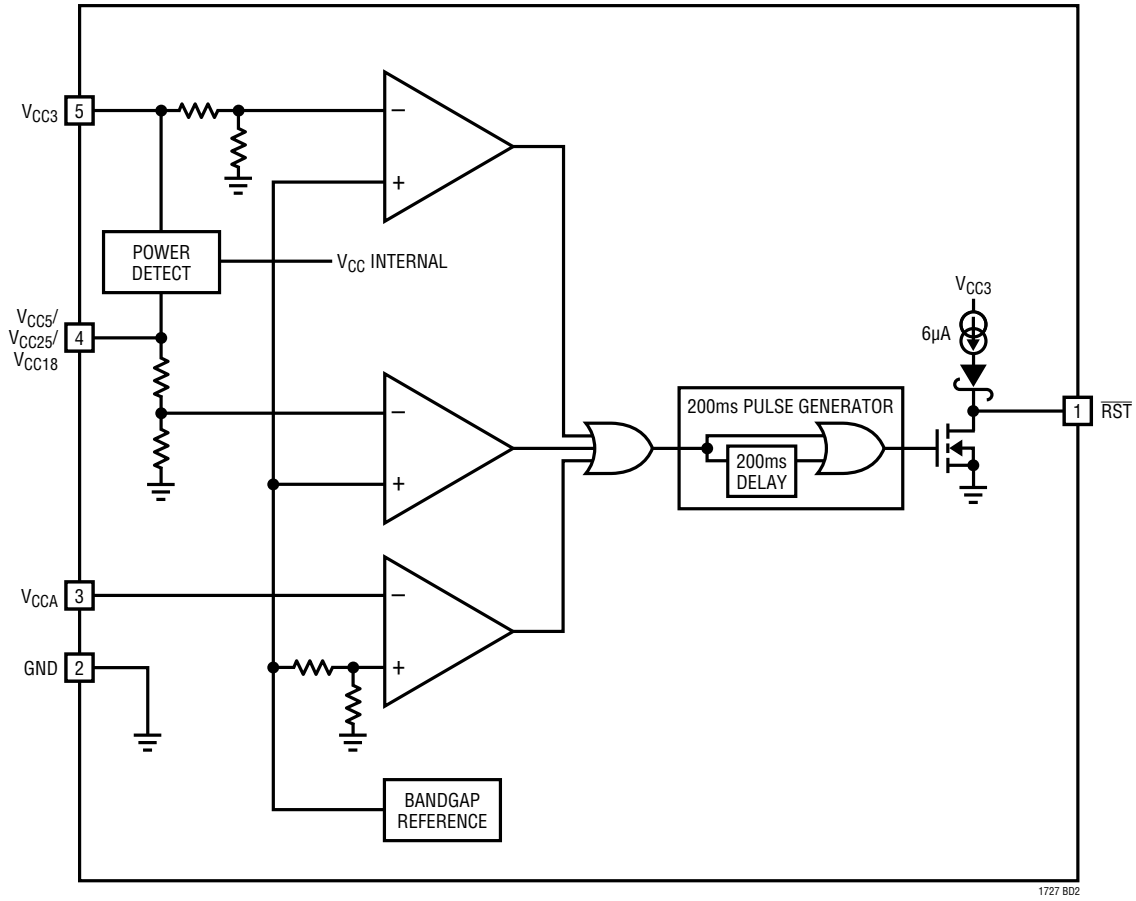 VCC3
5
−
+
POWER
DETECT
VCC INTERNAL
VCC5/
VCC25/
VCC18
4
−
+
VCC3
6µA
200ms PULSE GENERATOR
200ms
DELAY
1
RST
VCCA
3
−
+
GND
2
BANDGAP
REFERENCE
1727 BD2